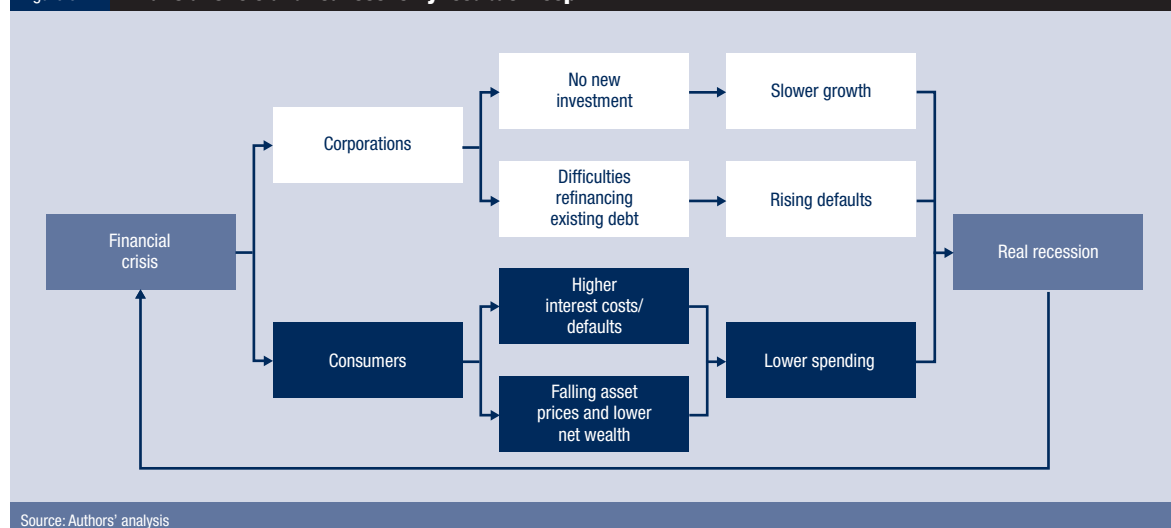 No new
investment
Slower growth
Corporations
Difficulties
refinancing
existing debt
Rising defaults
Financial
crisis
Real recession
Higher
interest costs/
defaults
Consumers
Lower spending
Falling asset
prices and lower
net wealth
Source: Authors' analysis